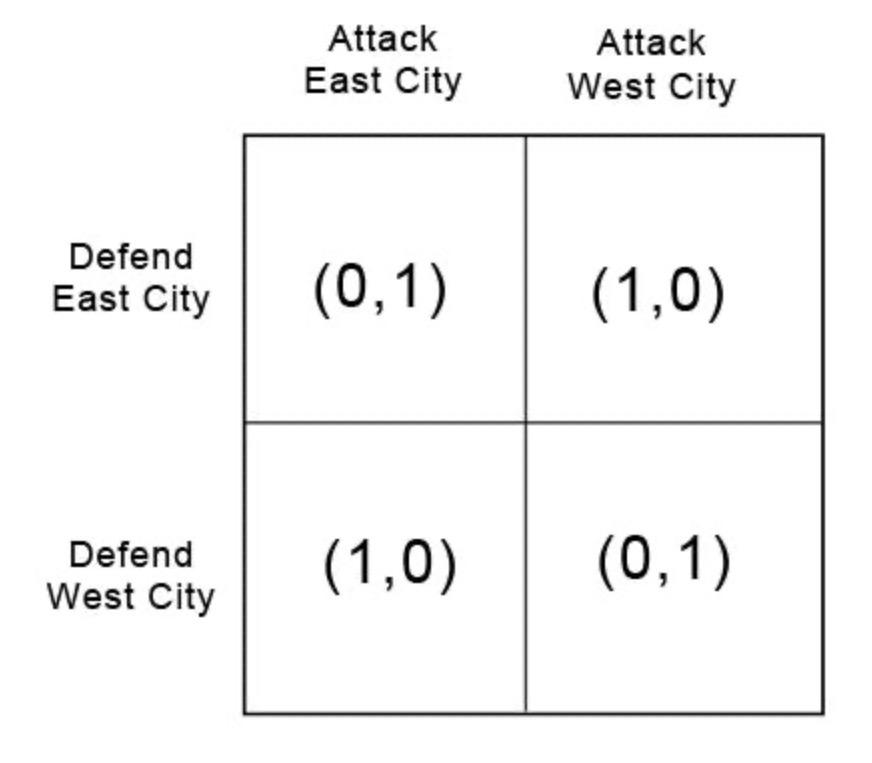 Attack
East City
Attack
West City
Defend
East City
(0,1)
(1,0)
Defend
West City
(1,0)
(0,1)